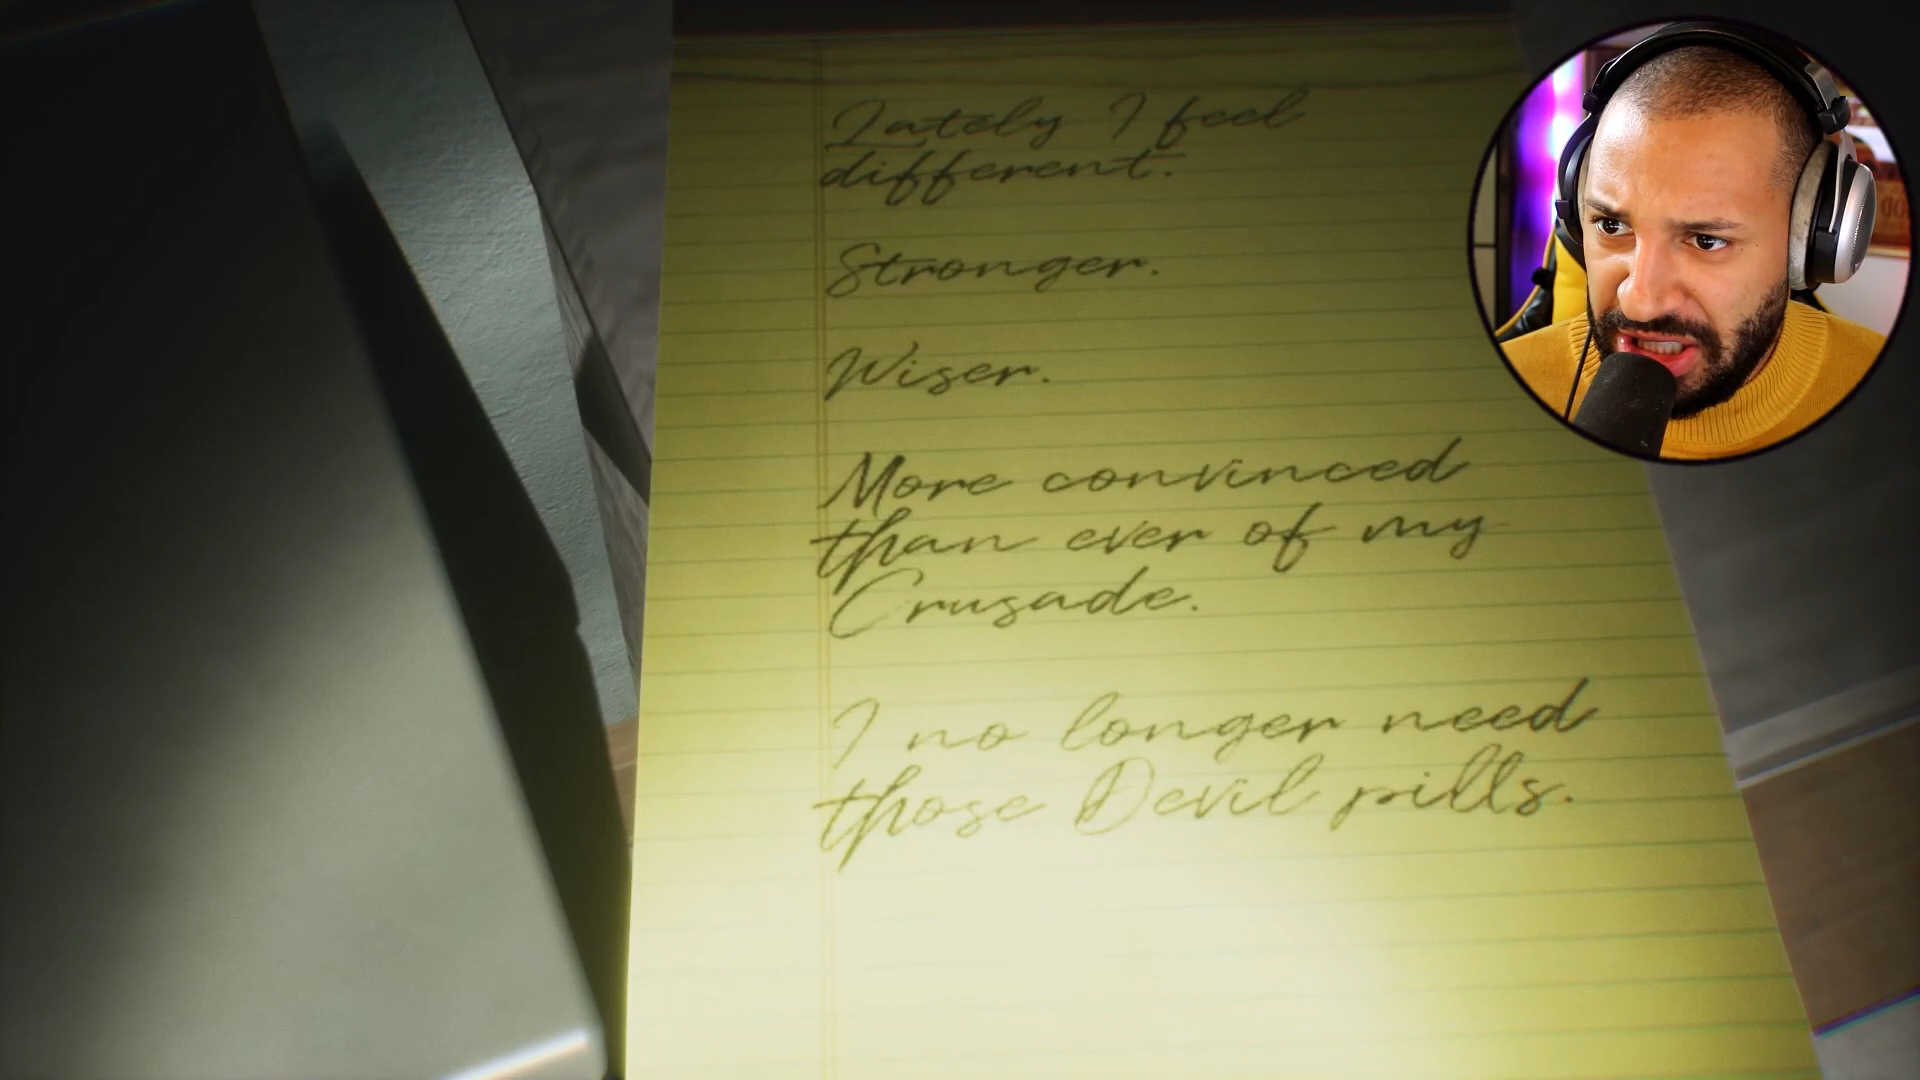 Lately I feel
different.
Stronger.
Wiser.
More convinced
than ever of my
Crusade.
I no longer need
those Devil pills.